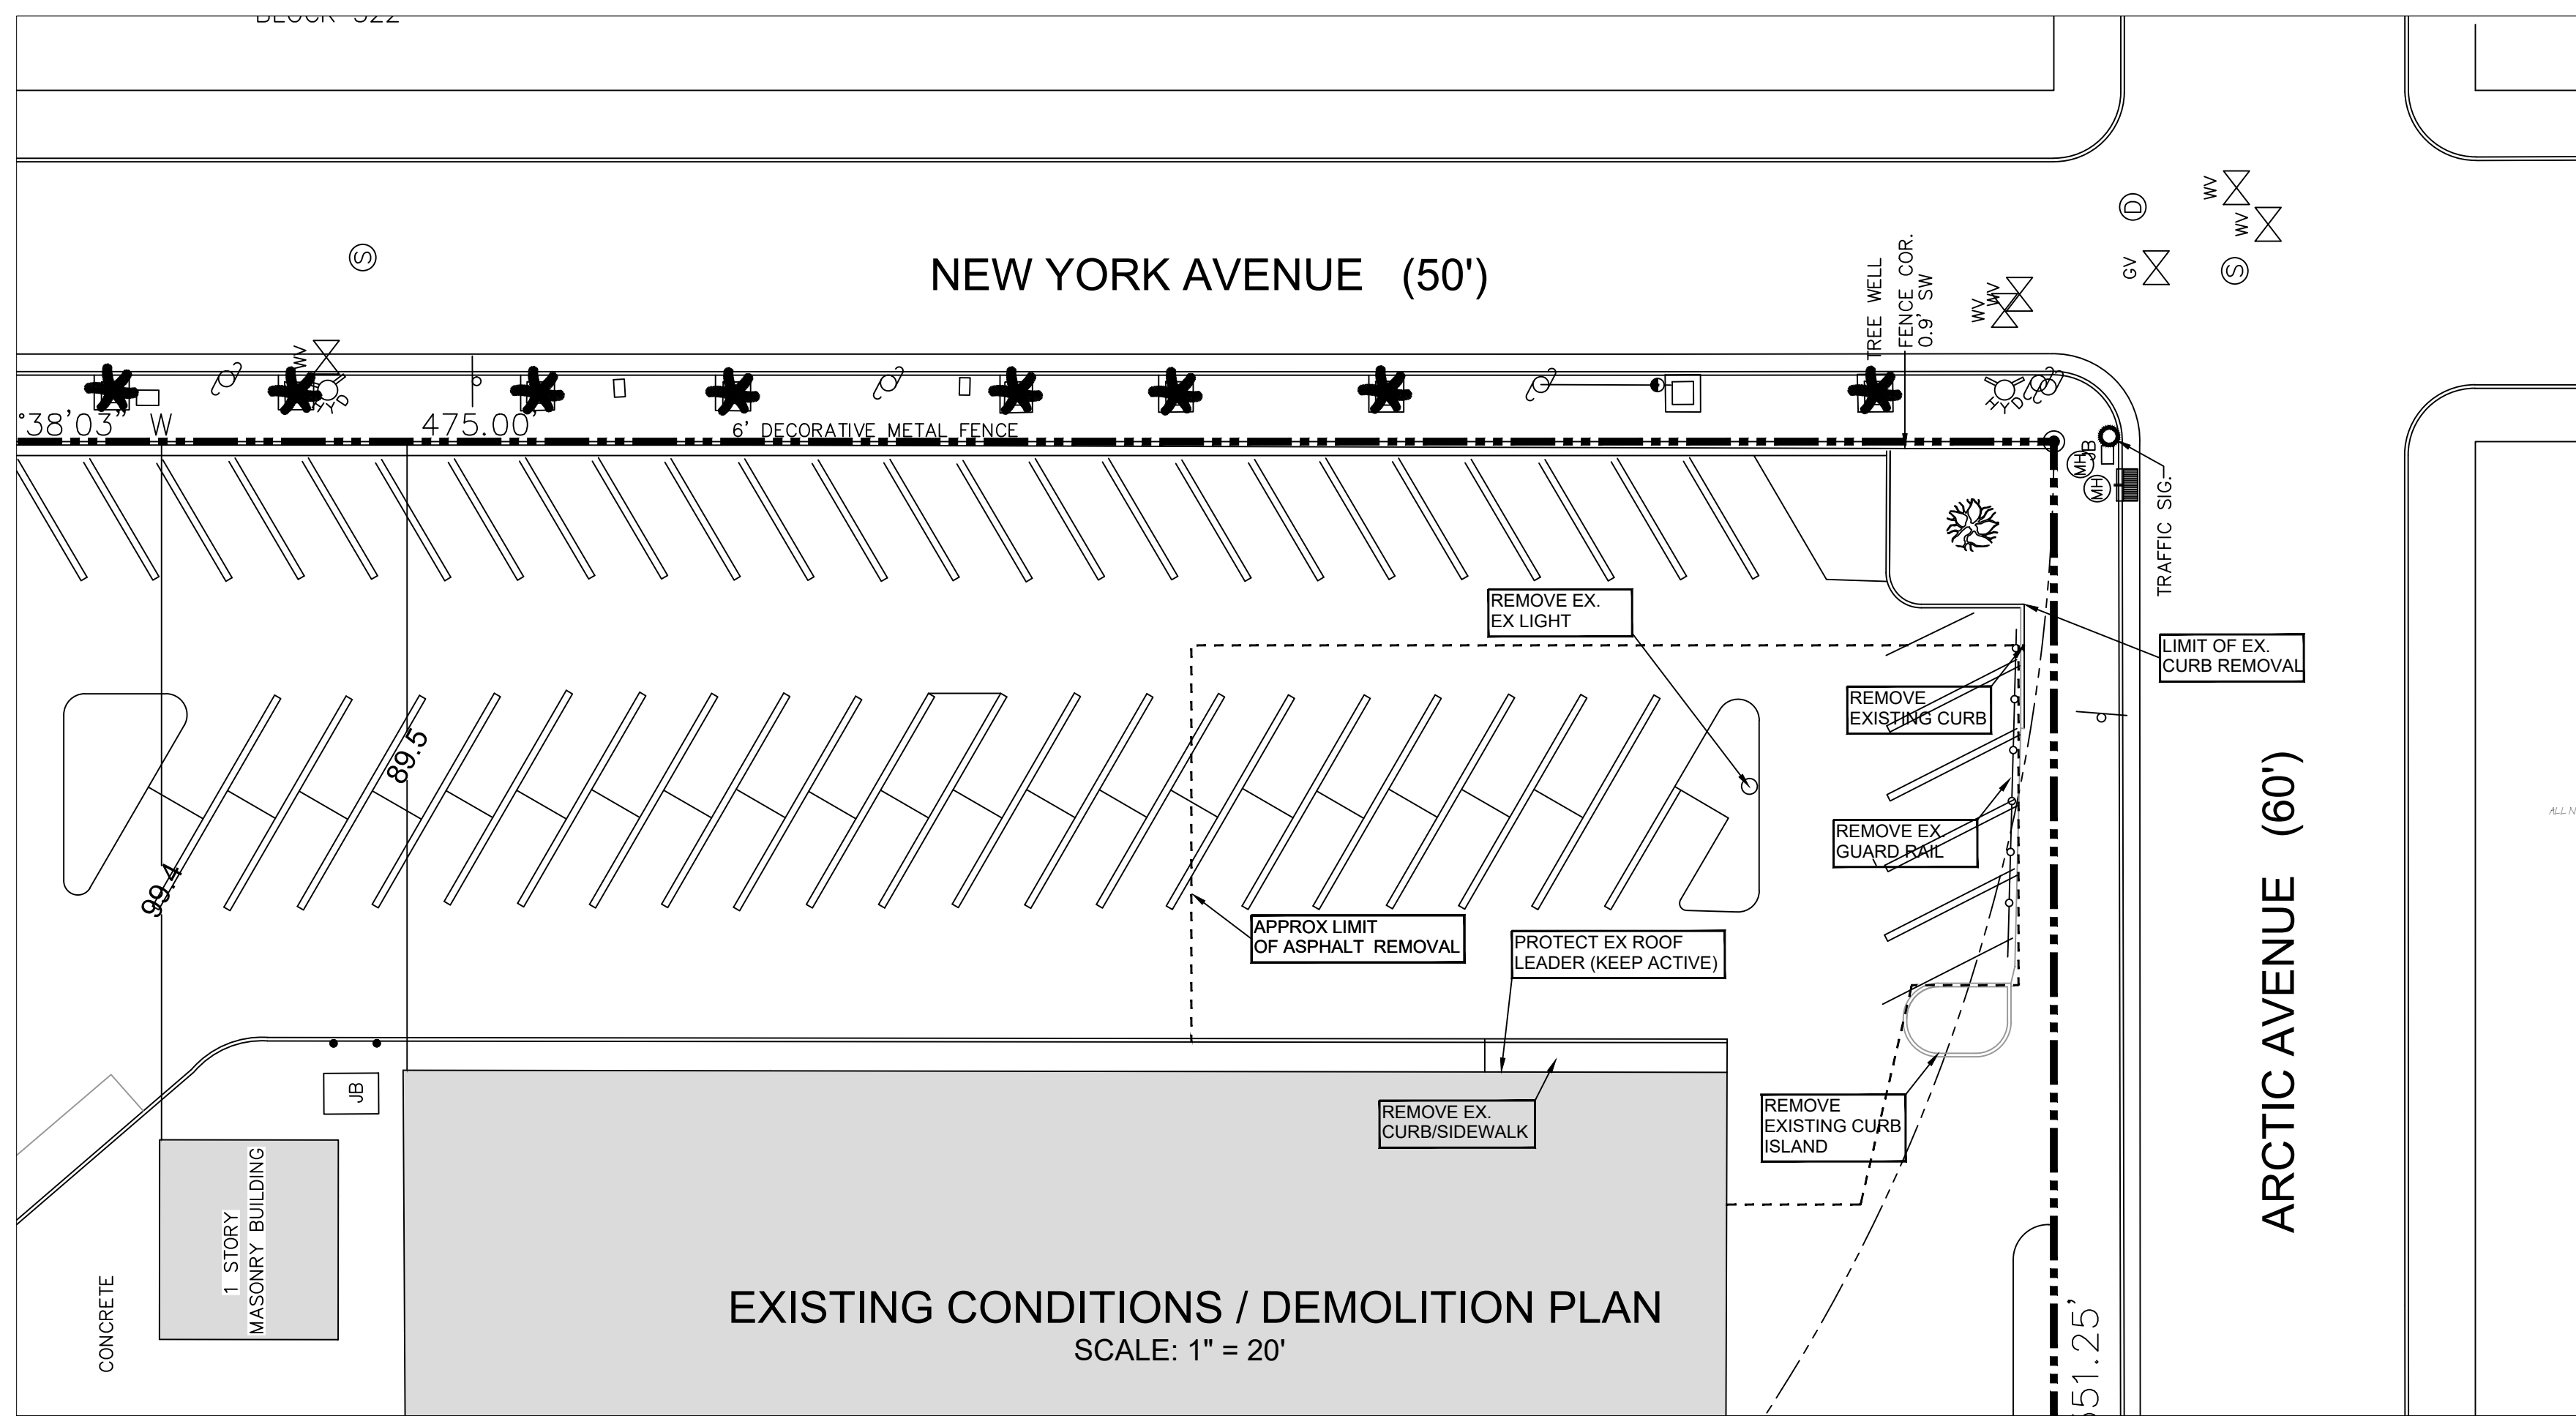 NEW YORK AVENUE (50')
TREE WELL
FENCE COR.
0.9' SW
S
D
WV
WV
GV
S
WV
WV
WV
HYD
HYD
°38'03" W
475.00'
6' DECORATIVE METAL FENCE
JB
MH
MH
TRAFFIC SIG.
REMOVE EX.
EX LIGHT
LIMIT OF EX.
CURB REMOVAL
REMOVE
EXISTING CURB
89.5
99.4
REMOVE EX.
GUARD RAIL
ARCTIC AVENUE (60')
ALL N
APPROX LIMIT
OF ASPHALT REMOVAL
PROTECT EX ROOF
LEADER (KEEP ACTIVE)
JB
REMOVE EX.
CURB/SIDEWALK
REMOVE
EXISTING CURB
ISLAND
1 STORY
MASONRY BUILDING
CONCRETE
EXISTING CONDITIONS / DEMOLITION PLAN
SCALE: 1" = 20'
51.25'